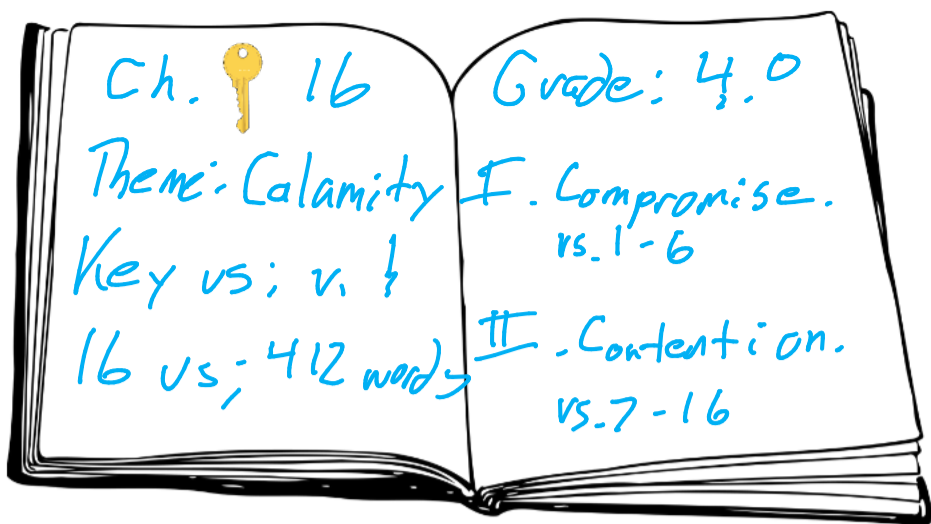 Ch. 16
Theme: Calamity
Key vs; v. 1
16 vs; 412 words
Grade: 4.0
I. Compromise.
vs. 1-6
II. Contention.
vs. 7-16